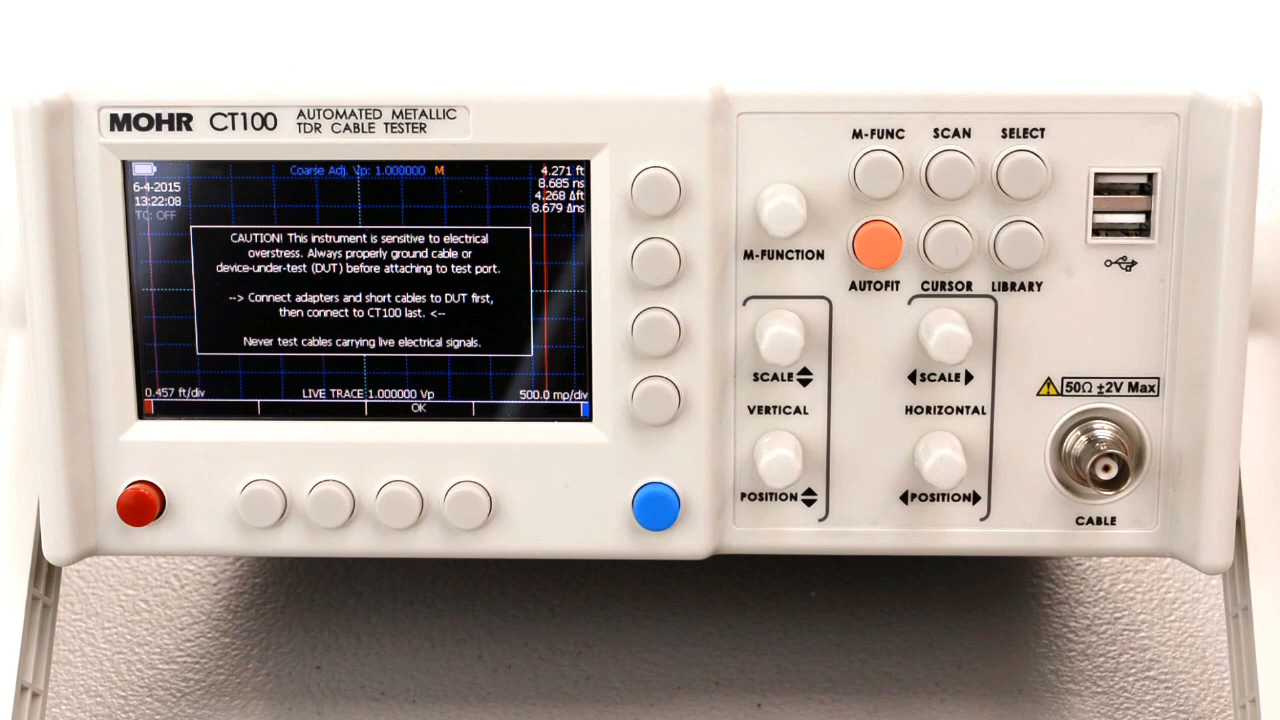 MOHR CT100 AUTOMATED METALLIC
TDR CABLE TESTER
Coarse Adj. Vp: 1.000000 M
4.271 ft
8.685 ns
4.268 Δft
8.679 Δns
6-4-2015
13:22:08
TC: OFF
CAUTION! This instrument is sensitive to electrical
overstress. Always properly ground cable or
device-under-test (DUT) before attaching to test port.
--> Connect adapters and short cables to DUT first,
then connect to CT100 last. <--
Never test cables carrying live electrical signals.
0.457 ft/div LIVE TRACE 1.000000 Vp 500.0 mp/div
OK
M-FUNC SCAN SELECT
M-FUNCTION
AUTOFIT CURSOR LIBRARY
SCALE
VERTICAL
POSITION
SCALE
HORIZONTAL
POSITION
50Ω ±2V Max
CABLE